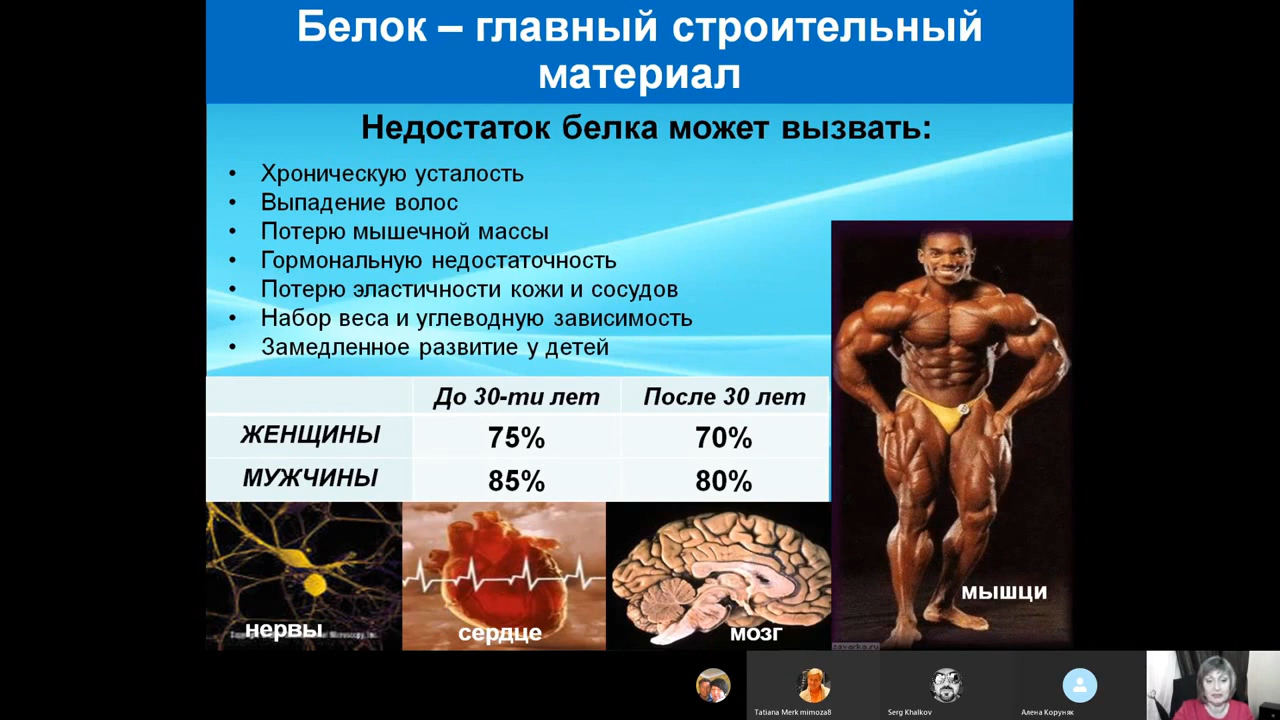 Белок – главный строительный
материал
Недостаток белка может вызвать:
• Хроническую усталость
• Выпадение волос
• Потерю мышечной массы
• Гормональную недостаточность
• Потерю эластичности кожи и сосудов
• Набор веса и углеводную зависимость
• Замедленное развитие у детей
До 30-ти лет После 30 лет
ЖЕНЩИНЫ 75% 70%
МУЖЧИНЫ 85% 80%
мышци
нервы
сердце
мозг
Tatiana Merk mimoza8
Serg Khalkov
Алена Коруняк